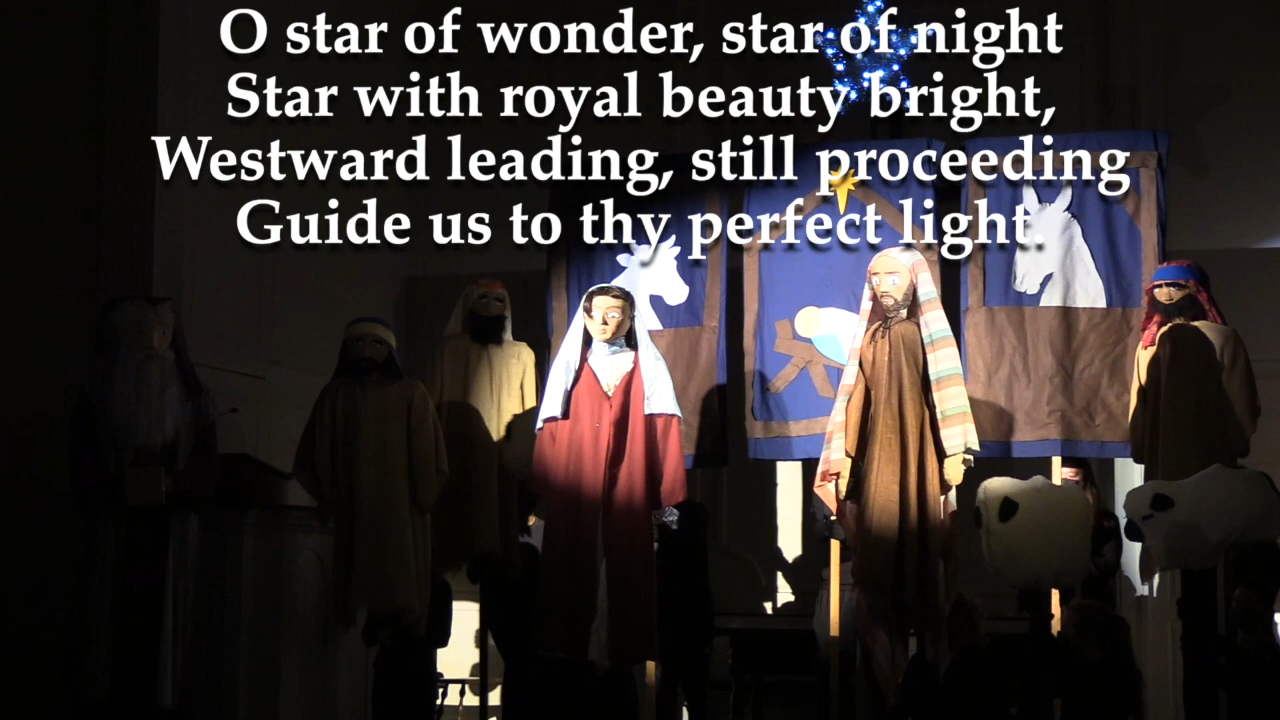 O star of wonder, star of night
Star with royal beauty bright,
Westward leading, still proceeding
Guide us to thy perfect light.